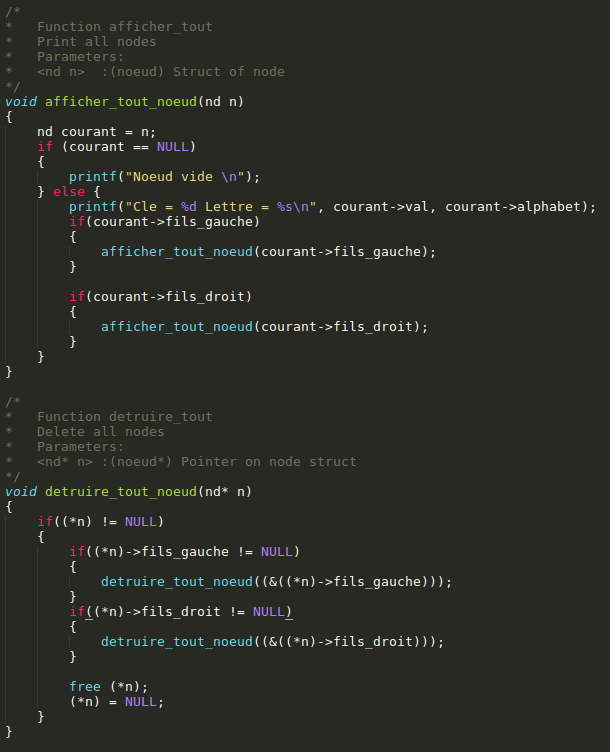 /*
*   Function afficher_tout
*   Print all nodes
*   Parameters:
*   <nd n>  :(noeud) Struct of node
*/
void afficher_tout_noeud(nd n)
{
    nd courant = n;
    if (courant == NULL)
    {
        printf("Noeud vide \n");
    } else {
        printf("Cle = %d Lettre = %s\n", courant->val, courant->alphabet);
        if(courant->fils_gauche)
        {
            afficher_tout_noeud(courant->fils_gauche);
        }

        if(courant->fils_droit)
        {
            afficher_tout_noeud(courant->fils_droit);
        }
    }
}

/*
*   Function detruire_tout
*   Delete all nodes
*   Parameters:
*   <nd* n> :(noeud*) Pointer on node struct
*/
void detruire_tout_noeud(nd* n)
{
    if((*n) != NULL)
    {
        if((*n)->fils_gauche != NULL)
        {
            detruire_tout_noeud((&((*n)->fils_gauche)));
        }
        if((*n)->fils_droit != NULL)
        {
            detruire_tout_noeud((&((*n)->fils_droit)));
        }

        free (*n);
        (*n) = NULL;
    }
}